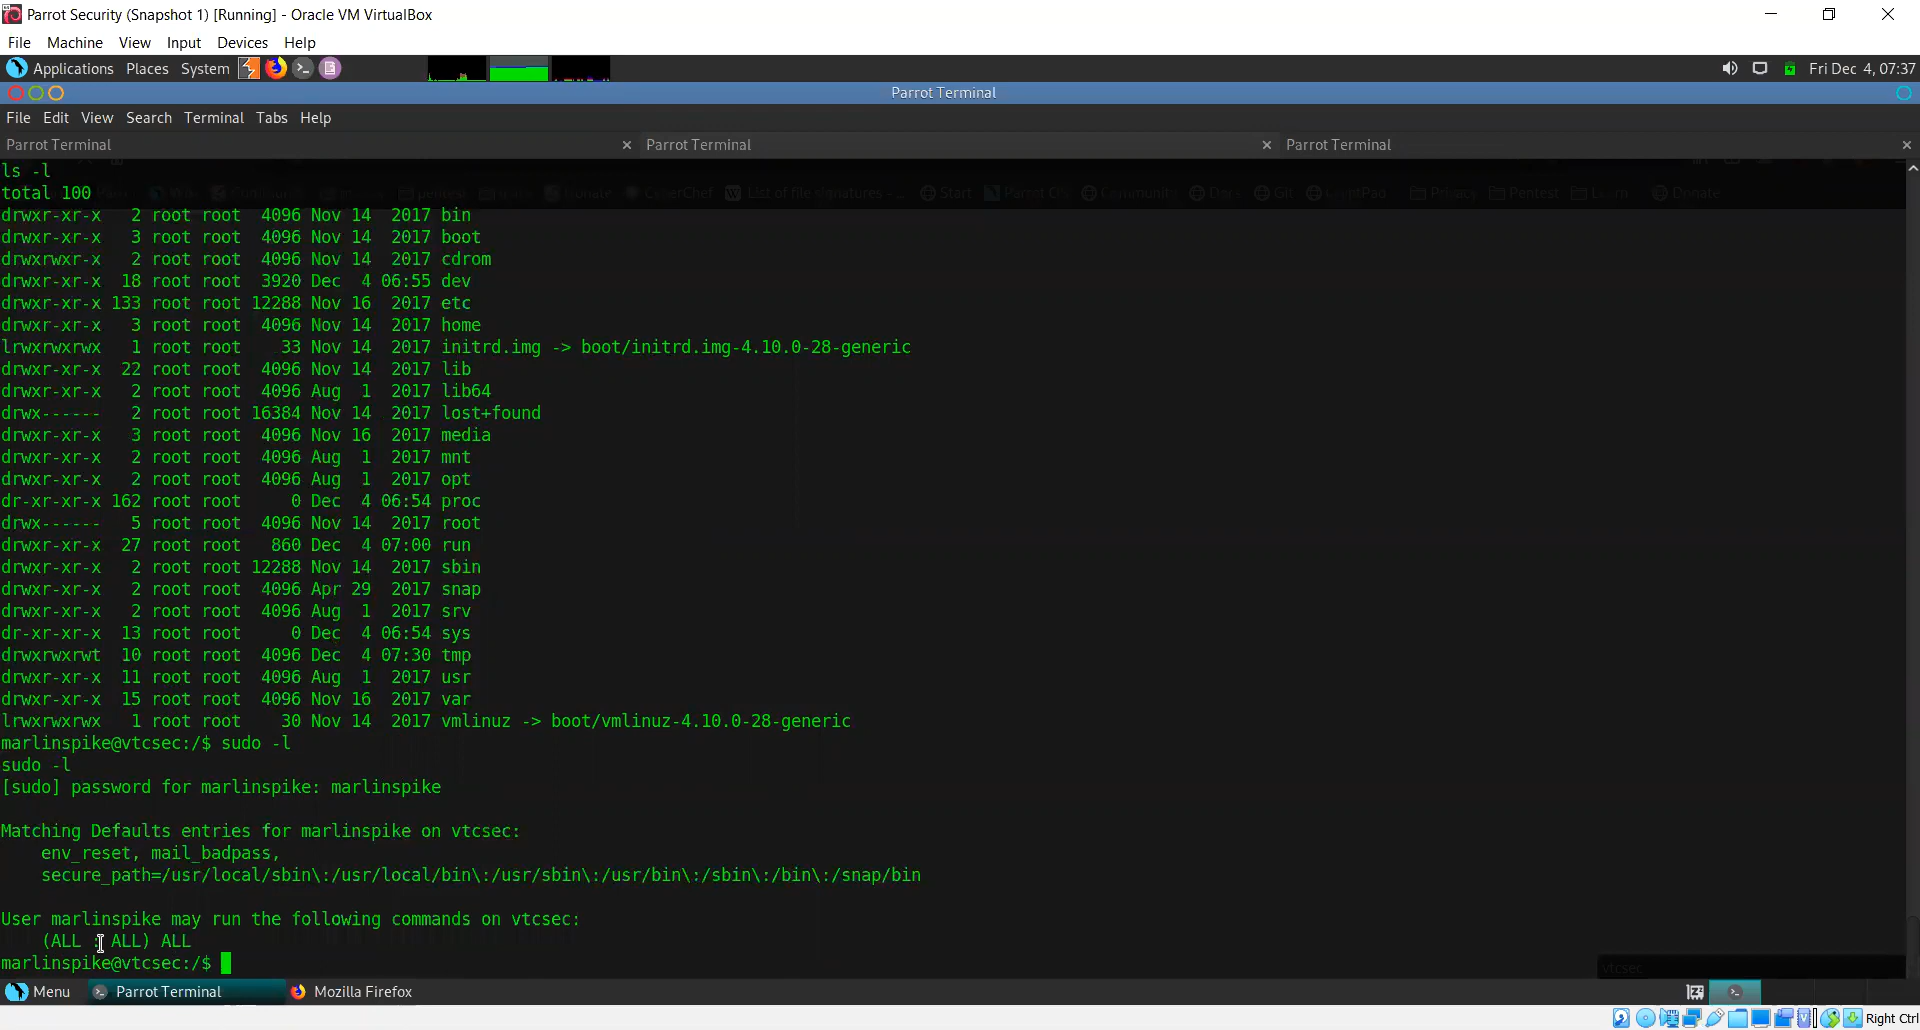 Parrot Security (Snapshot 1) [Running] - Oracle VM VirtualBox
File Machine View Input Devices Help
Applications Places System Fri Dec 4, 07:37
Parrot Terminal
File Edit View Search Terminal Tabs Help
Parrot Terminal Parrot Terminal Parrot Terminal
ls -l
total 100
CyberChef List of file signatures - ... Start Parrot OS Community Docs Git CryptPad Privacy Pentest Learn Donate
drwxr-xr-x 2 root root 4096 Nov 14 2017 bin
drwxr-xr-x 3 root root 4096 Nov 14 2017 boot
drwxrwxr-x 2 root root 4096 Nov 14 2017 cdrom
drwxr-xr-x 18 root root 3920 Dec 4 06:55 dev
drwxr-xr-x 133 root root 12288 Nov 16 2017 etc
drwxr-xr-x 3 root root 4096 Nov 14 2017 home
lrwxrwxrwx 1 root root 33 Nov 14 2017 initrd.img -> boot/initrd.img-4.10.0-28-generic
drwxr-xr-x 22 root root 4096 Nov 14 2017 lib
drwxr-xr-x 2 root root 4096 Aug 1 2017 lib64
drwx------ 2 root root 16384 Nov 14 2017 lost+found
drwxr-xr-x 3 root root 4096 Nov 16 2017 media
drwxr-xr-x 2 root root 4096 Aug 1 2017 mnt
drwxr-xr-x 2 root root 4096 Aug 1 2017 opt
dr-xr-xr-x 162 root root 0 Dec 4 06:54 proc
drwx------ 5 root root 4096 Nov 14 2017 root
drwxr-xr-x 27 root root 860 Dec 4 07:00 run
drwxr-xr-x 2 root root 12288 Nov 14 2017 sbin
drwxr-xr-x 2 root root 4096 Apr 29 2017 snap
drwxr-xr-x 2 root root 4096 Aug 1 2017 srv
dr-xr-xr-x 13 root root 0 Dec 4 06:54 sys
drwxrwxrwt 10 root root 4096 Dec 4 07:30 tmp
drwxr-xr-x 11 root root 4096 Aug 1 2017 usr
drwxr-xr-x 15 root root 4096 Nov 16 2017 var
lrwxrwxrwx 1 root root 30 Nov 14 2017 vmlinuz -> boot/vmlinuz-4.10.0-28-generic
marlinspike@vtcsec:/$ sudo -l
sudo -l
[sudo] password for marlinspike: marlinspike
Matching Defaults entries for marlinspike on vtcsec:
env_reset, mail_badpass,
secure_path=/usr/local/sbin\:/usr/local/bin\:/usr/sbin\:/usr/bin\:/sbin\:/bin\:/snap/bin
User marlinspike may run the following commands on vtcsec:
(ALL : ALL) ALL
marlinspike@vtcsec:/$
vtcsec
Menu Parrot Terminal Mozilla Firefox
Right Ctrl